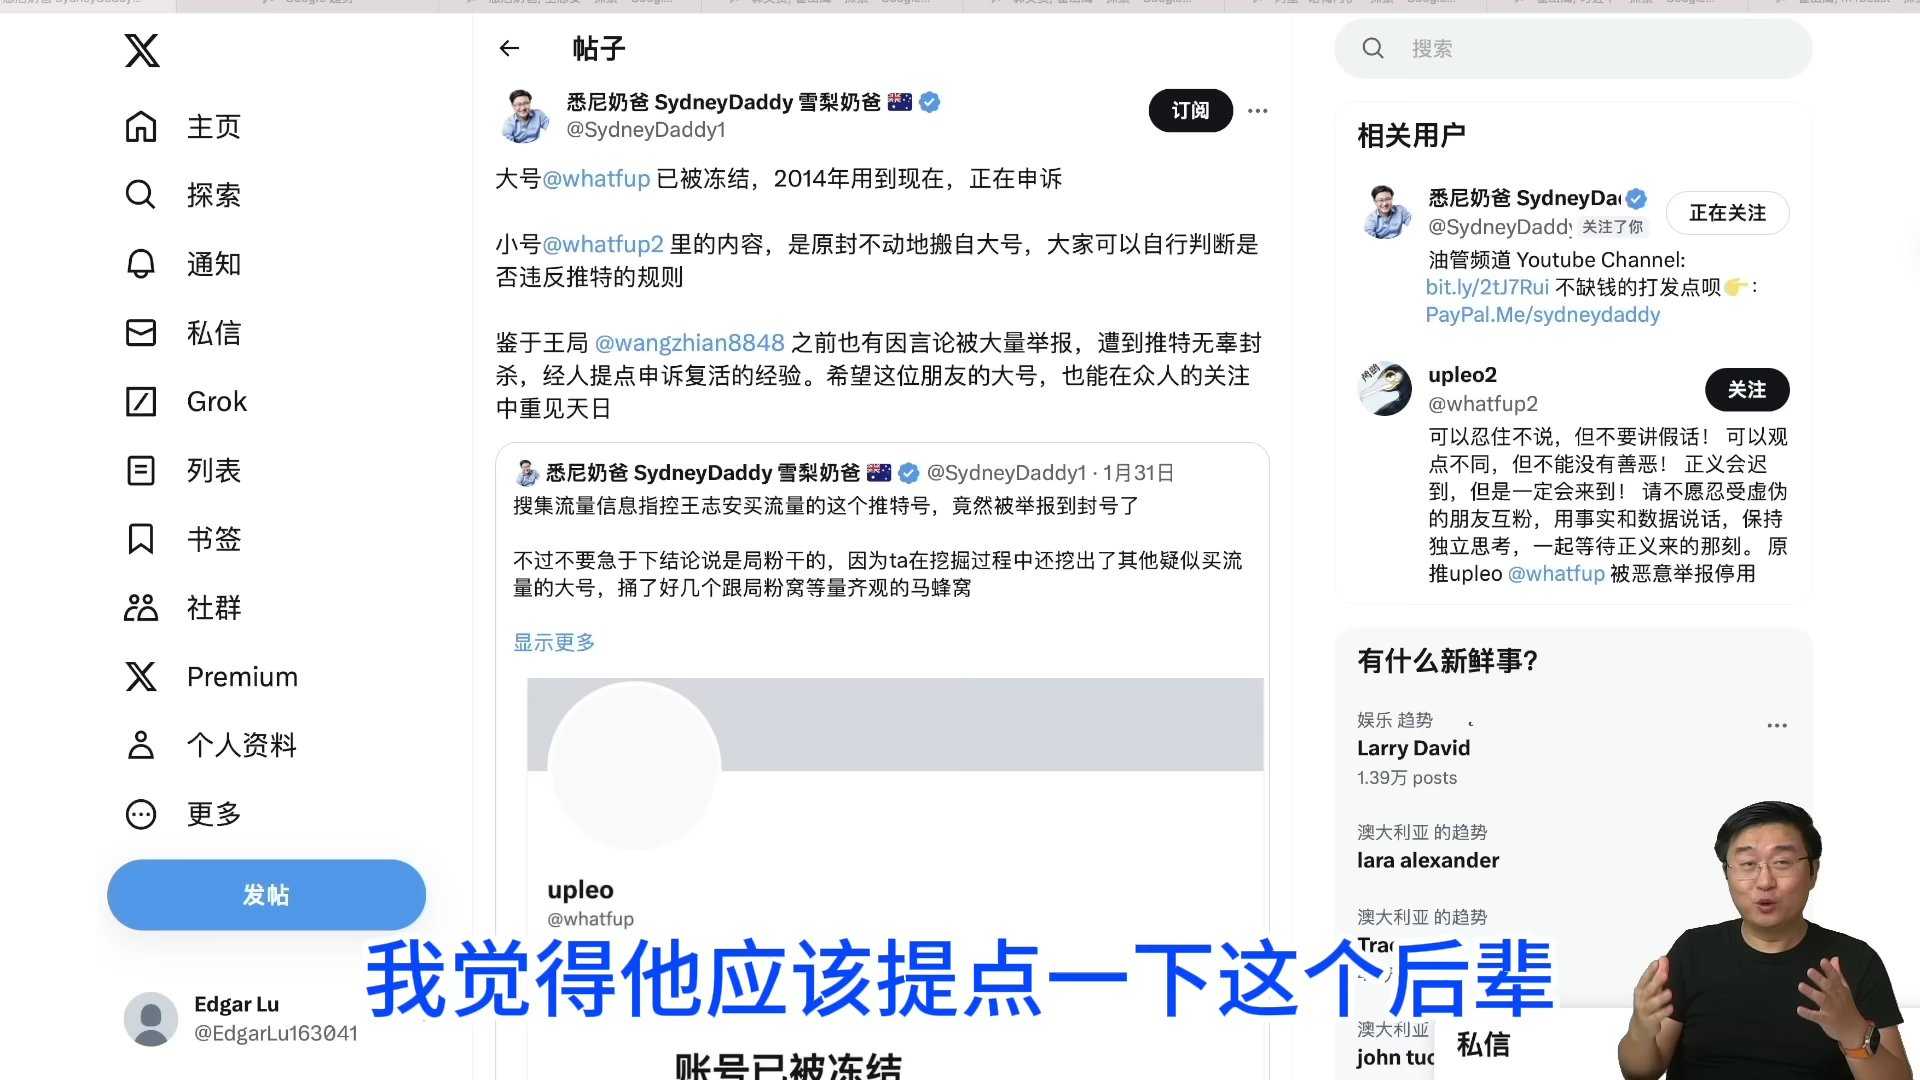 主页
探索
通知
私信
Grok
列表
书签
社群
Premium
个人资料
更多
发帖
Edgar Lu
@EdgarLu163041
帖子
悉尼奶爸 SydneyDaddy 雪梨奶爸
@SydneyDaddy1
订阅
大号@whatfup 已被冻结，2014年用到现在，正在申诉
小号@whatfup2 里的内容，是原封不动地搬自大号，大家可以自行判断是
否违反推特的规则
鉴于王局 @wangzhian8848 之前也有因言论被大量举报，遭到推特无辜封
杀，经人提点申诉复活的经验。希望这位朋友的大号，也能在众人的关注
中重见天日
悉尼奶爸 SydneyDaddy 雪梨奶爸 @SydneyDaddy1 · 1月31日
搜集流量信息指控王志安买流量的这个推特号，竟然被举报到封号了
不过不要急于下结论说是局粉干的，因为ta在挖掘过程中还挖出了其他疑似买流
量的大号，捅了好几个跟局粉窝等量齐观的马蜂窝
显示更多
upleo
@whatfup
我觉得他应该提点一下这个后辈
账号已被冻结
搜索
相关用户
悉尼奶爸 SydneyDa
@SydneyDaddy 关注了你
正在关注
油管频道 Youtube Channel:
bit.ly/2tJ7Rui 不缺钱的打发点呗👉：
PayPal.Me/sydneydaddy
upleo2
@whatfup2
关注
可以忍住不说，但不要讲假话！ 可以观
点不同，但不能没有善恶！ 正义会迟
到，但是一定会来到！ 请不愿忍受虚伪
的朋友互粉，用事实和数据说话，保持
独立思考，一起等待正义来的那刻。 原
推upleo @whatfup 被恶意举报停用
有什么新鲜事?
娱乐 趋势
Larry David
1.39万 posts
澳大利亚 的趋势
lara alexander
澳大利亚 的趋势
Trac
澳大利亚
john tuc
私信